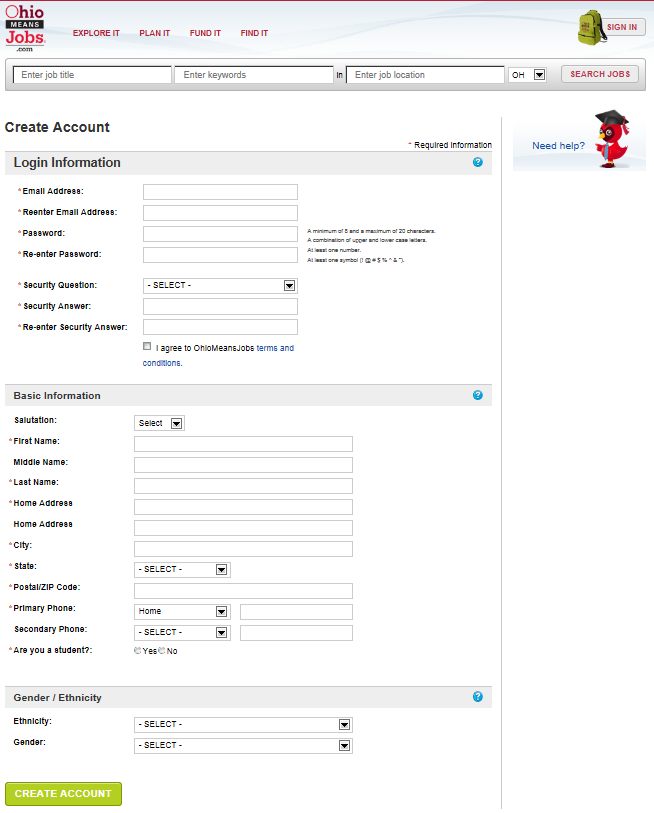 Ohio
MEANS
Jobs
.com
EXPLORE IT PLAN IT FUND IT FIND IT
SIGN IN
Enter job title Enter keywords in Enter job location OH SEARCH JOBS
Create Account
* Required Information
Need help?
Login Information
*Email Address:
*Reenter Email Address:
*Password: A minimum of 8 and a maximum of 20 characters.
A combination of upper and lower case letters.
*Re-enter Password: At least one number.
At least one symbol (! @ # $ % ^ & *).
*Security Question: - SELECT -
*Security Answer:
*Re-enter Security Answer:
I agree to OhioMeansJobs terms and
conditions.
Basic Information
Salutation: Select
*First Name:
Middle Name:
*Last Name:
*Home Address
Home Address
*City:
*State: - SELECT -
*Postal/ZIP Code:
*Primary Phone: Home
Secondary Phone: - SELECT -
*Are you a student?: Yes No
Gender / Ethnicity
Ethnicity: - SELECT -
Gender: - SELECT -
CREATE ACCOUNT